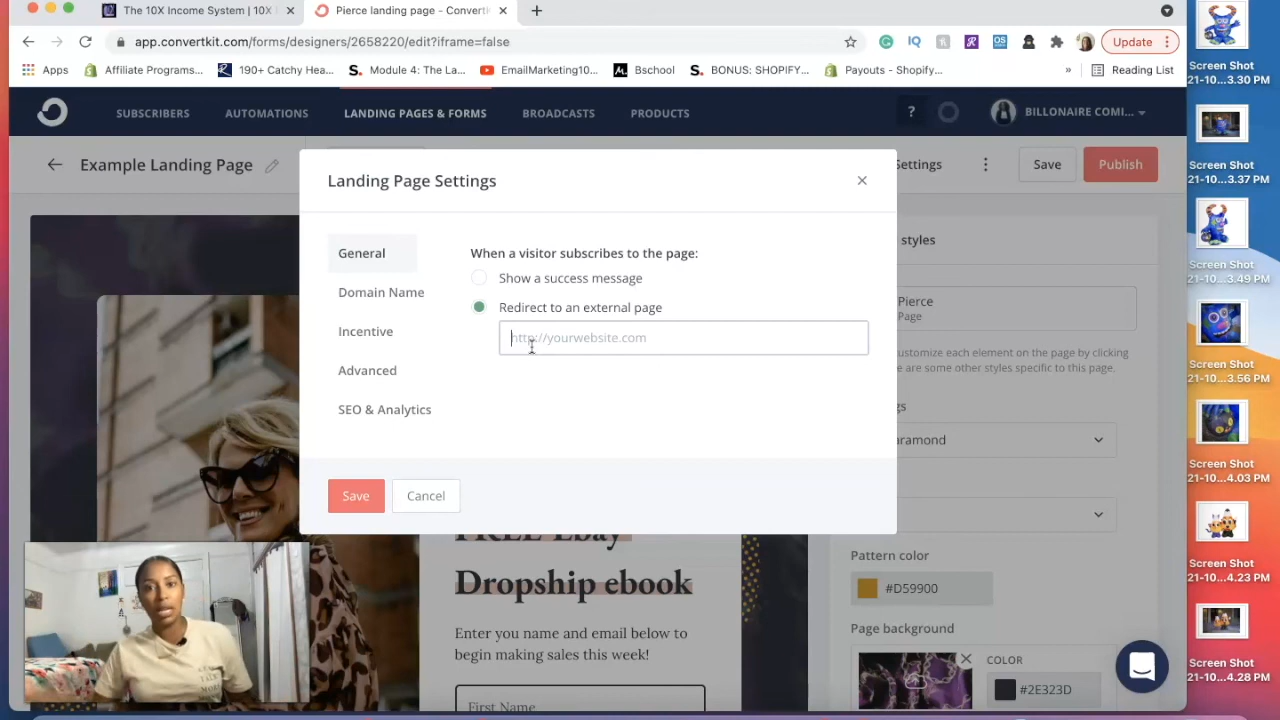 The 10X Income System | 10X
Pierce landing page - ConvertK
app.convertkit.com/forms/designers/2658220/edit?iframe=false
Update
Apps
Affiliate Programs...
190+ Catchy Hea...
Module 4: The La...
EmailMarketing10...
Bschool
BONUS: SHOPIFY...
Payouts - Shopify...
»
Reading List
SUBSCRIBERS
AUTOMATIONS
LANDING PAGES & FORMS
BROADCASTS
PRODUCTS
?
BILLONAIRE COMI...
Example Landing Page
Settings
Save
Publish
Landing Page Settings
General
Domain Name
Incentive
Advanced
SEO & Analytics
When a visitor subscribes to the page:
Show a success message
Redirect to an external page
http://yourwebsite.com
Save
Cancel
styles
Pierce
Page
customize each element on the page by clicking
are some other styles specific to this page.
gs
aramond
Pattern color
#D59900
Page background
COLOR
#2E323D
FREE Ebay
Dropship ebook
Enter you name and email below to
begin making sales this week!
First Name
Screen Shot
21-10...3.30 PM
Screen Shot
21-10...3.37 PM
Screen Shot
21-10...3.49 PM
Screen Shot
21-10...3.56 PM
Screen Shot
21-10...4.03 PM
Screen Shot
21-10...4.23 PM
Screen Shot
21-10...4.28 PM